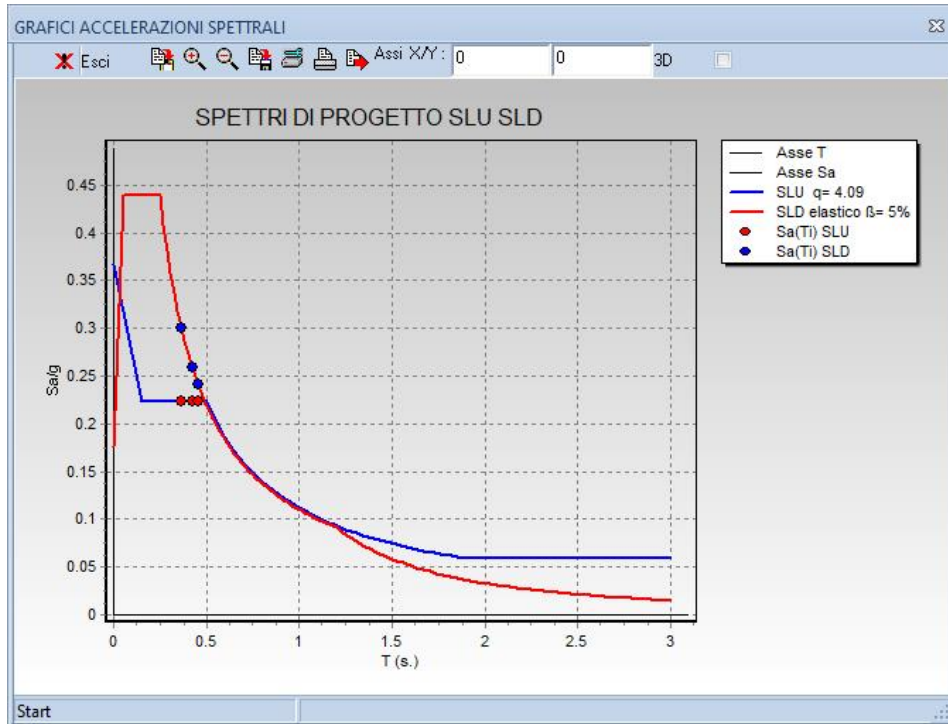 GRAFICI ACCELERAZIONI SPETTRALI
Esci Assi X/Y : 0 0 3D
SPETTRI DI PROGETTO SLU SLD
Asse T
Asse Sa
SLU q= 4.09
SLD elastico ß= 5%
Sa(Ti) SLU
Sa(Ti) SLD
Sa/g
0.45
0.4
0.35
0.3
0.25
0.2
0.15
0.1
0.05
0
0 0.5 1 1.5 2 2.5 3
T (s.)
Start